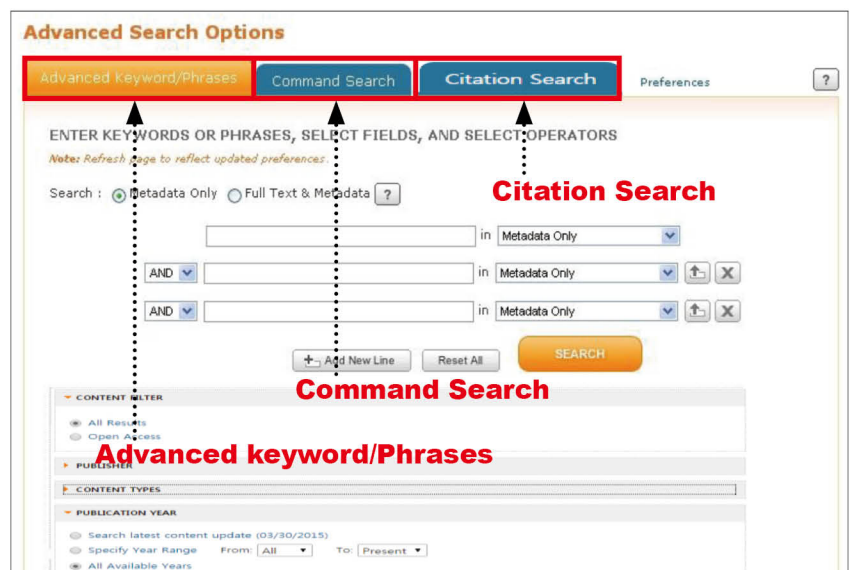 Advanced Search Options
Advanced Keyword/Phrases
Command Search
Citation Search
Preferences
?
ENTER KEYWORDS OR PHRASES, SELECT FIELDS, AND SELECT OPERATORS
Note: Refresh page to reflect updated preferences.
Citation Search
Search : Metadata Only Full Text & Metadata ?
in Metadata Only
AND in Metadata Only
AND in Metadata Only
Add New Line Reset All SEARCH
Command Search
CONTENT FILTER
All Results
Open Access
Advanced keyword/Phrases
PUBLISHER
CONTENT TYPES
PUBLICATION YEAR
Search latest content update (03/30/2015)
Specify Year Range From: All To: Present
All Available Years